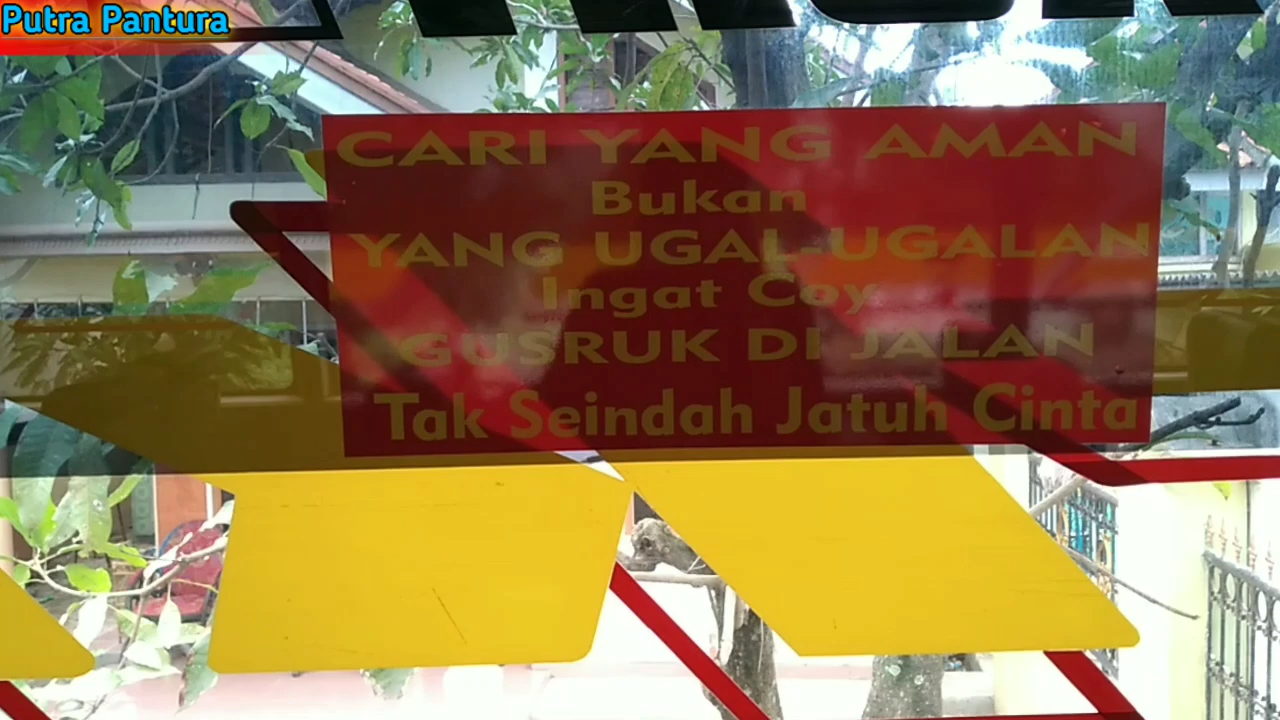 Putra Pantura
CARI YANG AMAN
Bukan
YANG UGAL-UGALAN
Ingat Coy
GUSRUK DI JALAN
Tak Seindah Jatuh Cinta